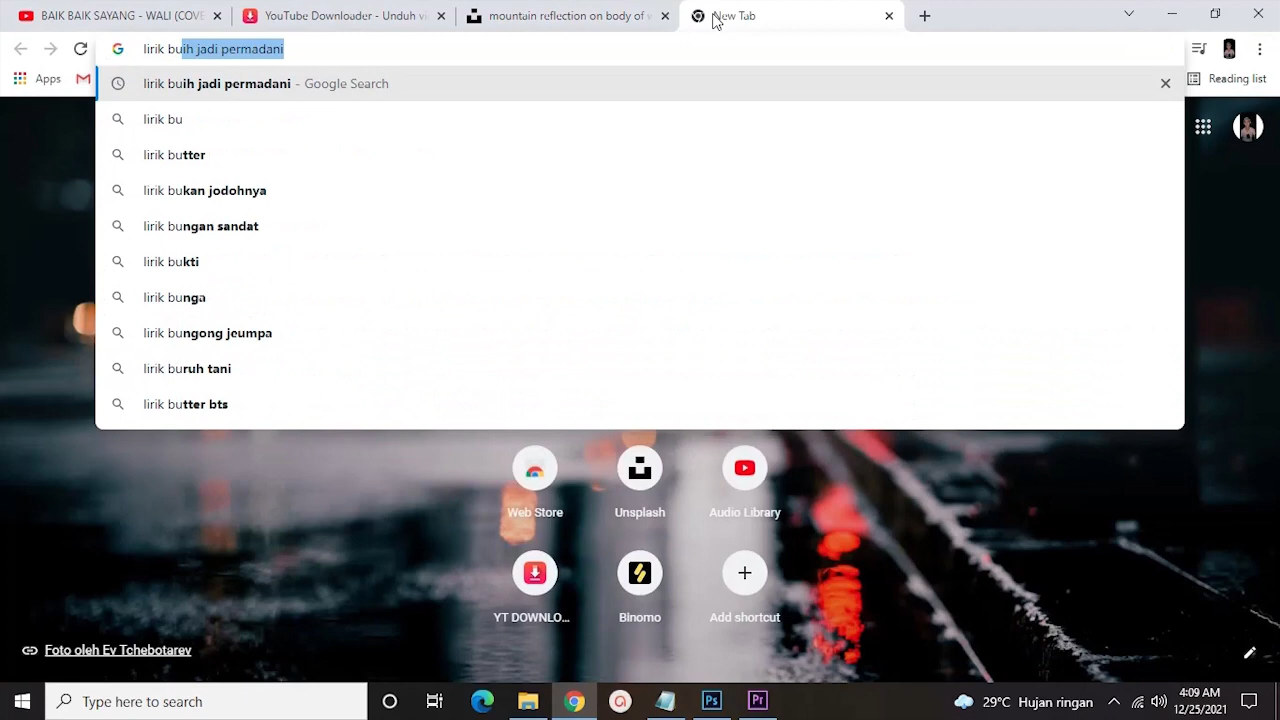 BAIK BAIK SAYANG - WALI (COVE
YouTube Downloader - Unduh vi
mountain reflection on body of w
New Tab
lirik buih jadi permadani
Apps
Reading list
lirik buih jadi permadani - Google Search
lirik bu
lirik butter
lirik bukan jodohnya
lirik bungan sandat
lirik bukti
lirik bunga
lirik bungong jeumpa
lirik buruh tani
lirik butter bts
Web Store
Unsplash
Audio Library
YT DOWNLO...
Binomo
Add shortcut
Foto oleh Ev Tchebotarev
Type here to search
Ps
Pr
29°C Hujan ringan
4:09 AM
12/25/2021